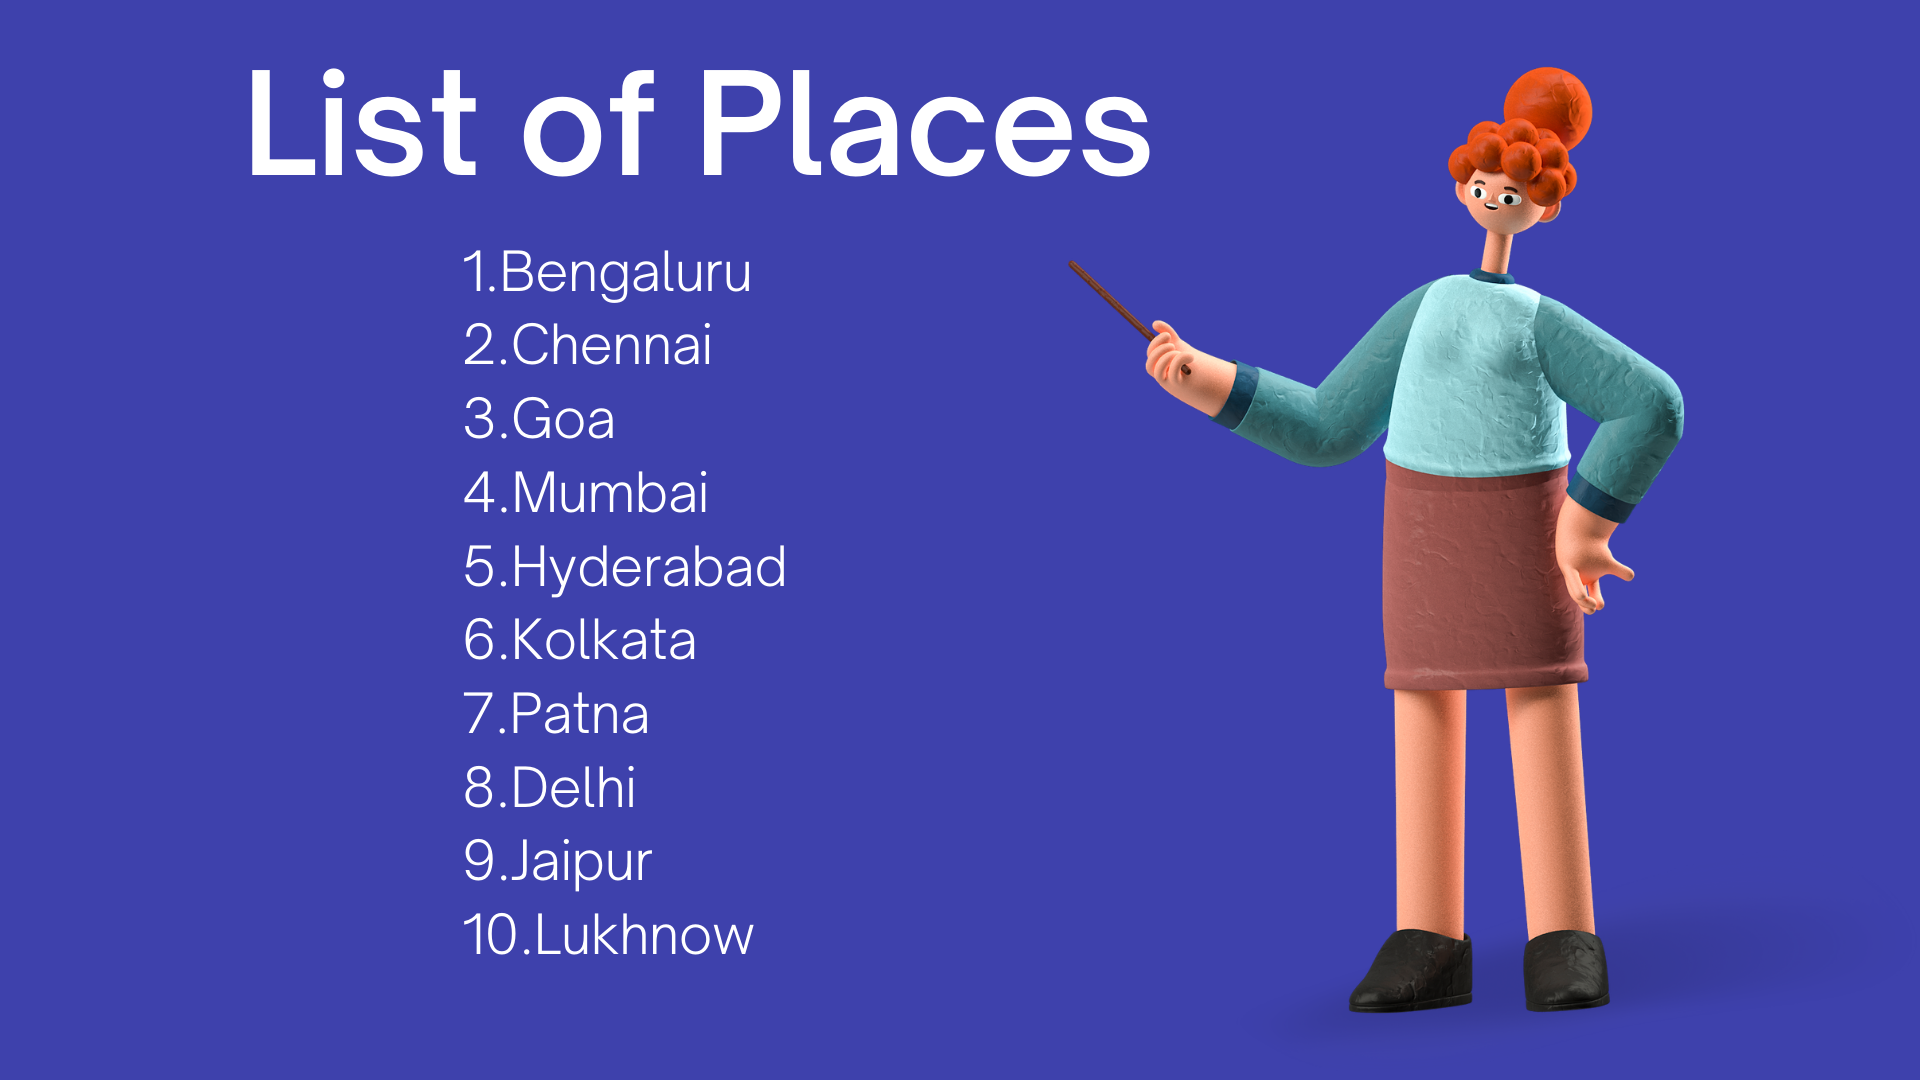 List of Places
1.Bengaluru
2.Chennai
3.Goa
4.Mumbai
5.Hyderabad
6.Kolkata
7.Patna
8.Delhi
9.Jaipur
10.Lukhnow